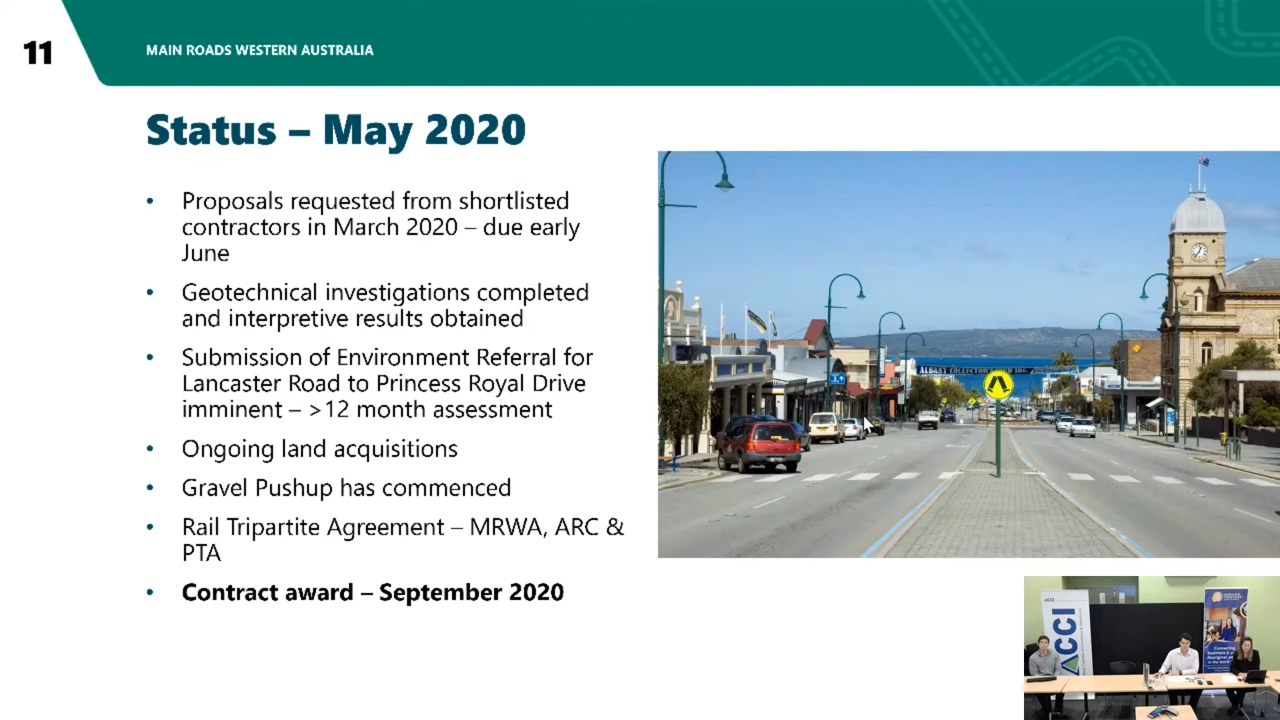 11
MAIN ROADS WESTERN AUSTRALIA
Status – May 2020
• Proposals requested from shortlisted
contractors in March 2020 – due early
June
• Geotechnical investigations completed
and interpretive results obtained
• Submission of Environment Referral for
Lancaster Road to Princess Royal Drive
imminent – >12 month assessment
• Ongoing land acquisitions
• Gravel Pushup has commenced
• Rail Tripartite Agreement – MRWA, ARC &
PTA
• Contract award – September 2020
ACCI
Connecting